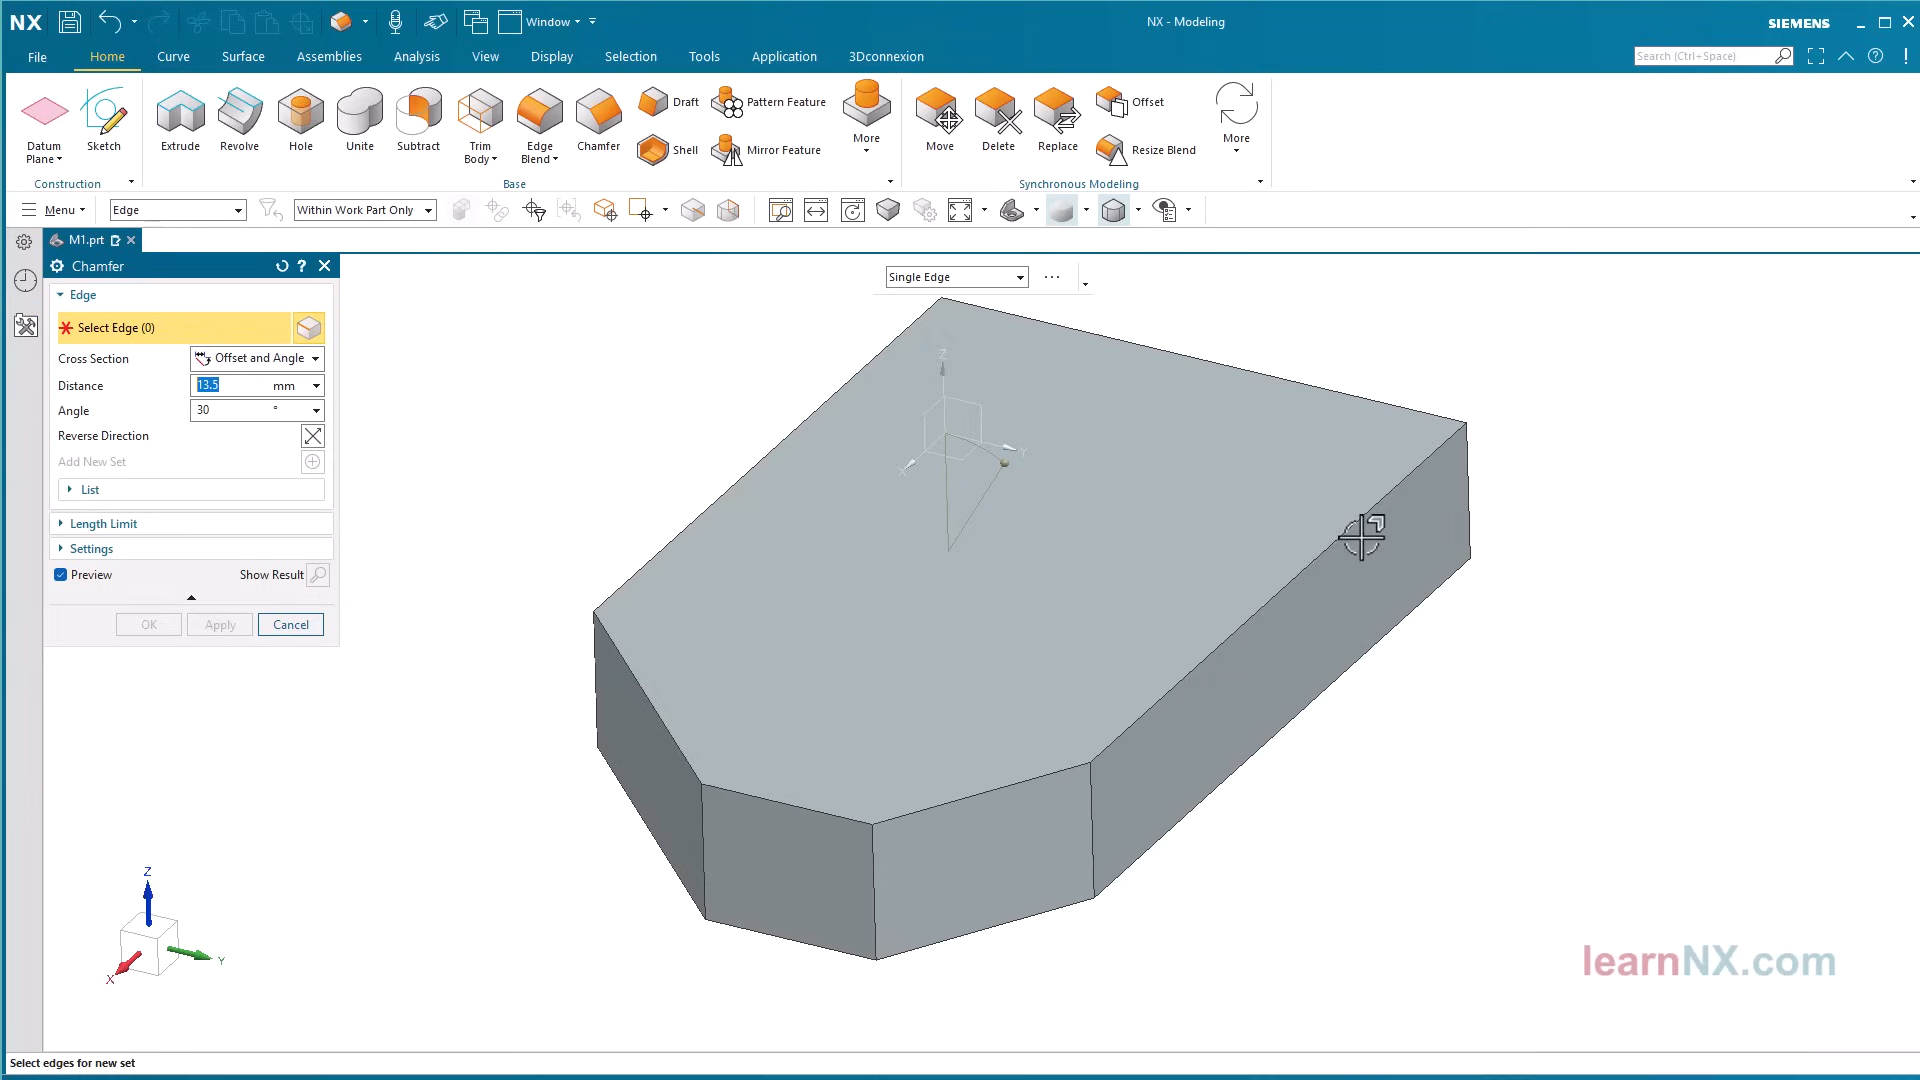 NX Window NX - Modeling SIEMENS
File Home Curve Surface Assemblies Analysis View Display Selection Tools Application 3Dconnexion Search (Ctrl+Space)
Datum Plane Sketch Extrude Revolve Hole Unite Subtract Trim Body Edge Blend Chamfer Draft Shell Pattern Feature Mirror Feature More Move Delete Replace Offset Resize Blend More
Construction Base Synchronous Modeling
Menu Edge Within Work Part Only
M1.prt
Chamfer
Single Edge
Edge
Select Edge (0)
Cross Section Offset and Angle
Distance 13.5 mm
Angle 30 °
Reverse Direction
Add New Set
List
Length Limit
Settings
Preview Show Result
OK Apply Cancel
Z
Y
X
Z
Y
X
learnNX.com
Select edges for new set